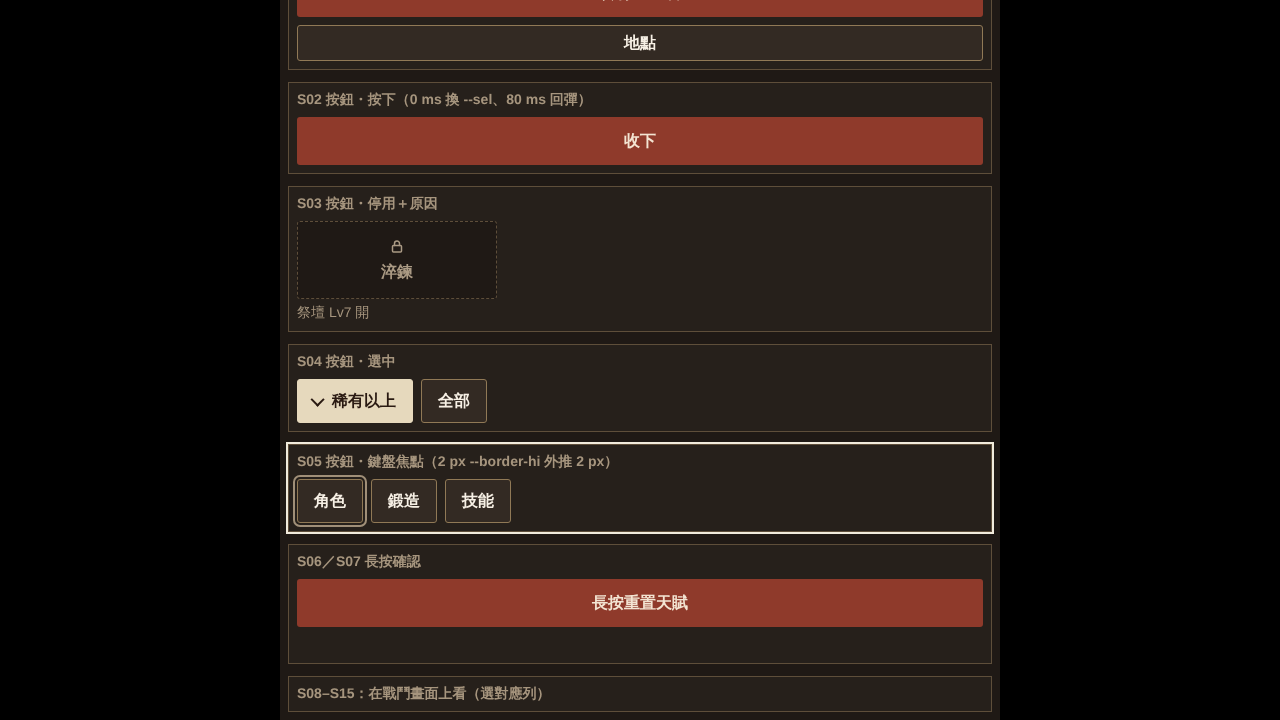 地點
S02 按鈕・按下（0 ms 換 --sel、80 ms 回彈）
收下
S03 按鈕・停用＋原因
淬鍊
祭壇 Lv7 開
S04 按鈕・選中
稀有以上 全部
S05 按鈕・鍵盤焦點（2 px --border-hi 外推 2 px）
角色 鍛造 技能
S06／S07 長按確認
長按重置天賦
S08–S15：在戰鬥畫面上看（選對應列）